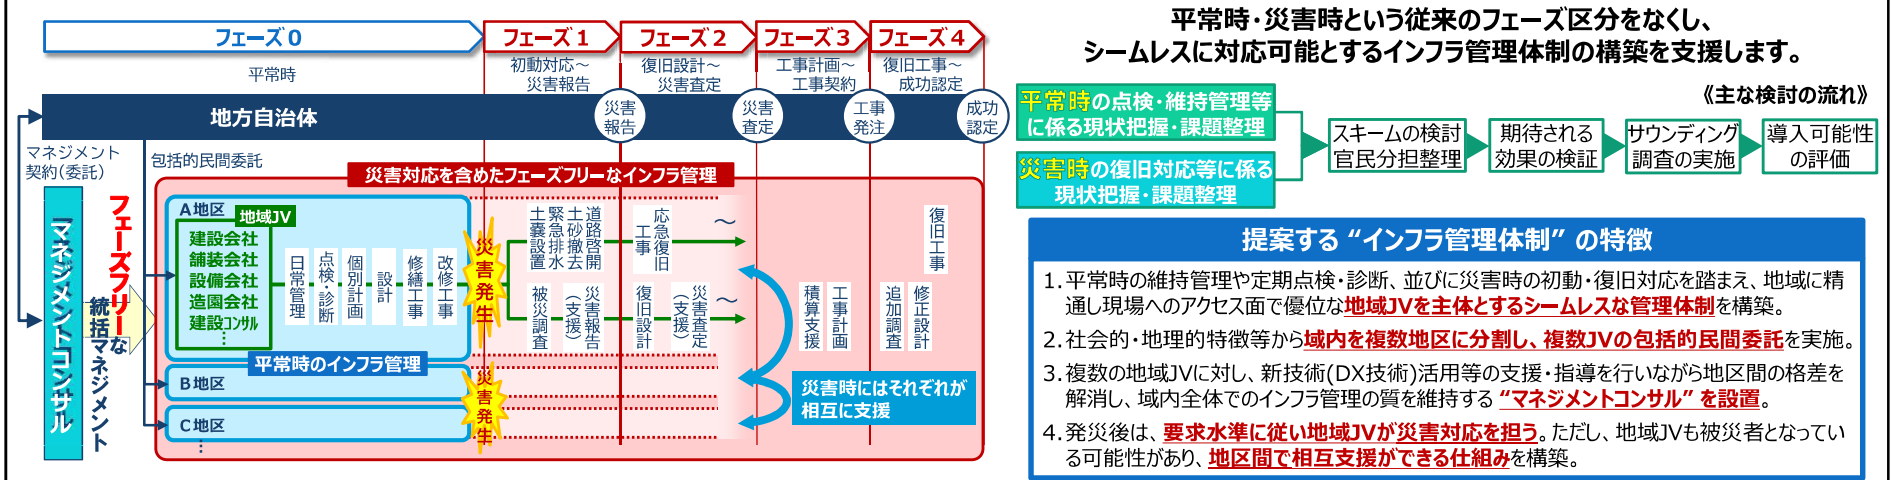 フェーズ０
フェーズ１
フェーズ２
フェーズ３
フェーズ４
平常時
初動対応～
災害報告
復旧設計～
災害査定
工事計画～
工事契約
復旧工事～
成功認定
地方自治体
災害
報告
災害
査定
工事
発注
成功
認定
マネジメント
契約(委託)
包括的民間委託
災害対応を含めたフェーズフリーなインフラ管理
マネジメントコンサル
フェーズフリーな
統括マネジメント
A地区
地域JV
建設会社
舗装会社
設備会社
造園会社
建設コンサル
⋮
日常管理
点検・診断
個別計画
設計
修繕工事
改修工事
平常時のインフラ管理
B地区
C地区
⋮
災害発生
災害発生
土嚢設置
緊急排水
土砂撤去
道路啓開
工事
応急復旧
～
復旧工事
被災調査
（支援）
災害報告
復旧設計
（支援）
災害査定
～
積算支援
工事計画
追加調査
修正設計
災害時にはそれぞれが
相互に支援
平常時・災害時という従来のフェーズ区分をなくし、
シームレスに対応可能とするインフラ管理体制の構築を支援します。
《主な検討の流れ》
平常時の点検・維持管理等
に係る現状把握・課題整理
災害時の復旧対応等に係る
現状把握・課題整理
スキームの検討
官民分担整理
期待される
効果の検証
サウンディング
調査の実施
導入可能性
の評価
提案する“インフラ管理体制”の特徴
1. 平常時の維持管理や定期点検・診断、並びに災害時の初動・復旧対応を踏まえ、地域に精
通し現場へのアクセス面で優位な地域JVを主体とするシームレスな管理体制を構築。
2. 社会的・地理的特徴等から域内を複数地区に分割し、複数JVの包括的民間委託を実施。
3. 複数の地域JVに対し、新技術(DX技術)活用等の支援・指導を行いながら地区間の格差を
解消し、域内全体でのインフラ管理の質を維持する“マネジメントコンサル”を設置。
4. 発災後は、要求水準に従い地域JVが災害対応を担う。ただし、地域JVも被災者となってい
る可能性があり、地区間で相互支援ができる仕組みを構築。